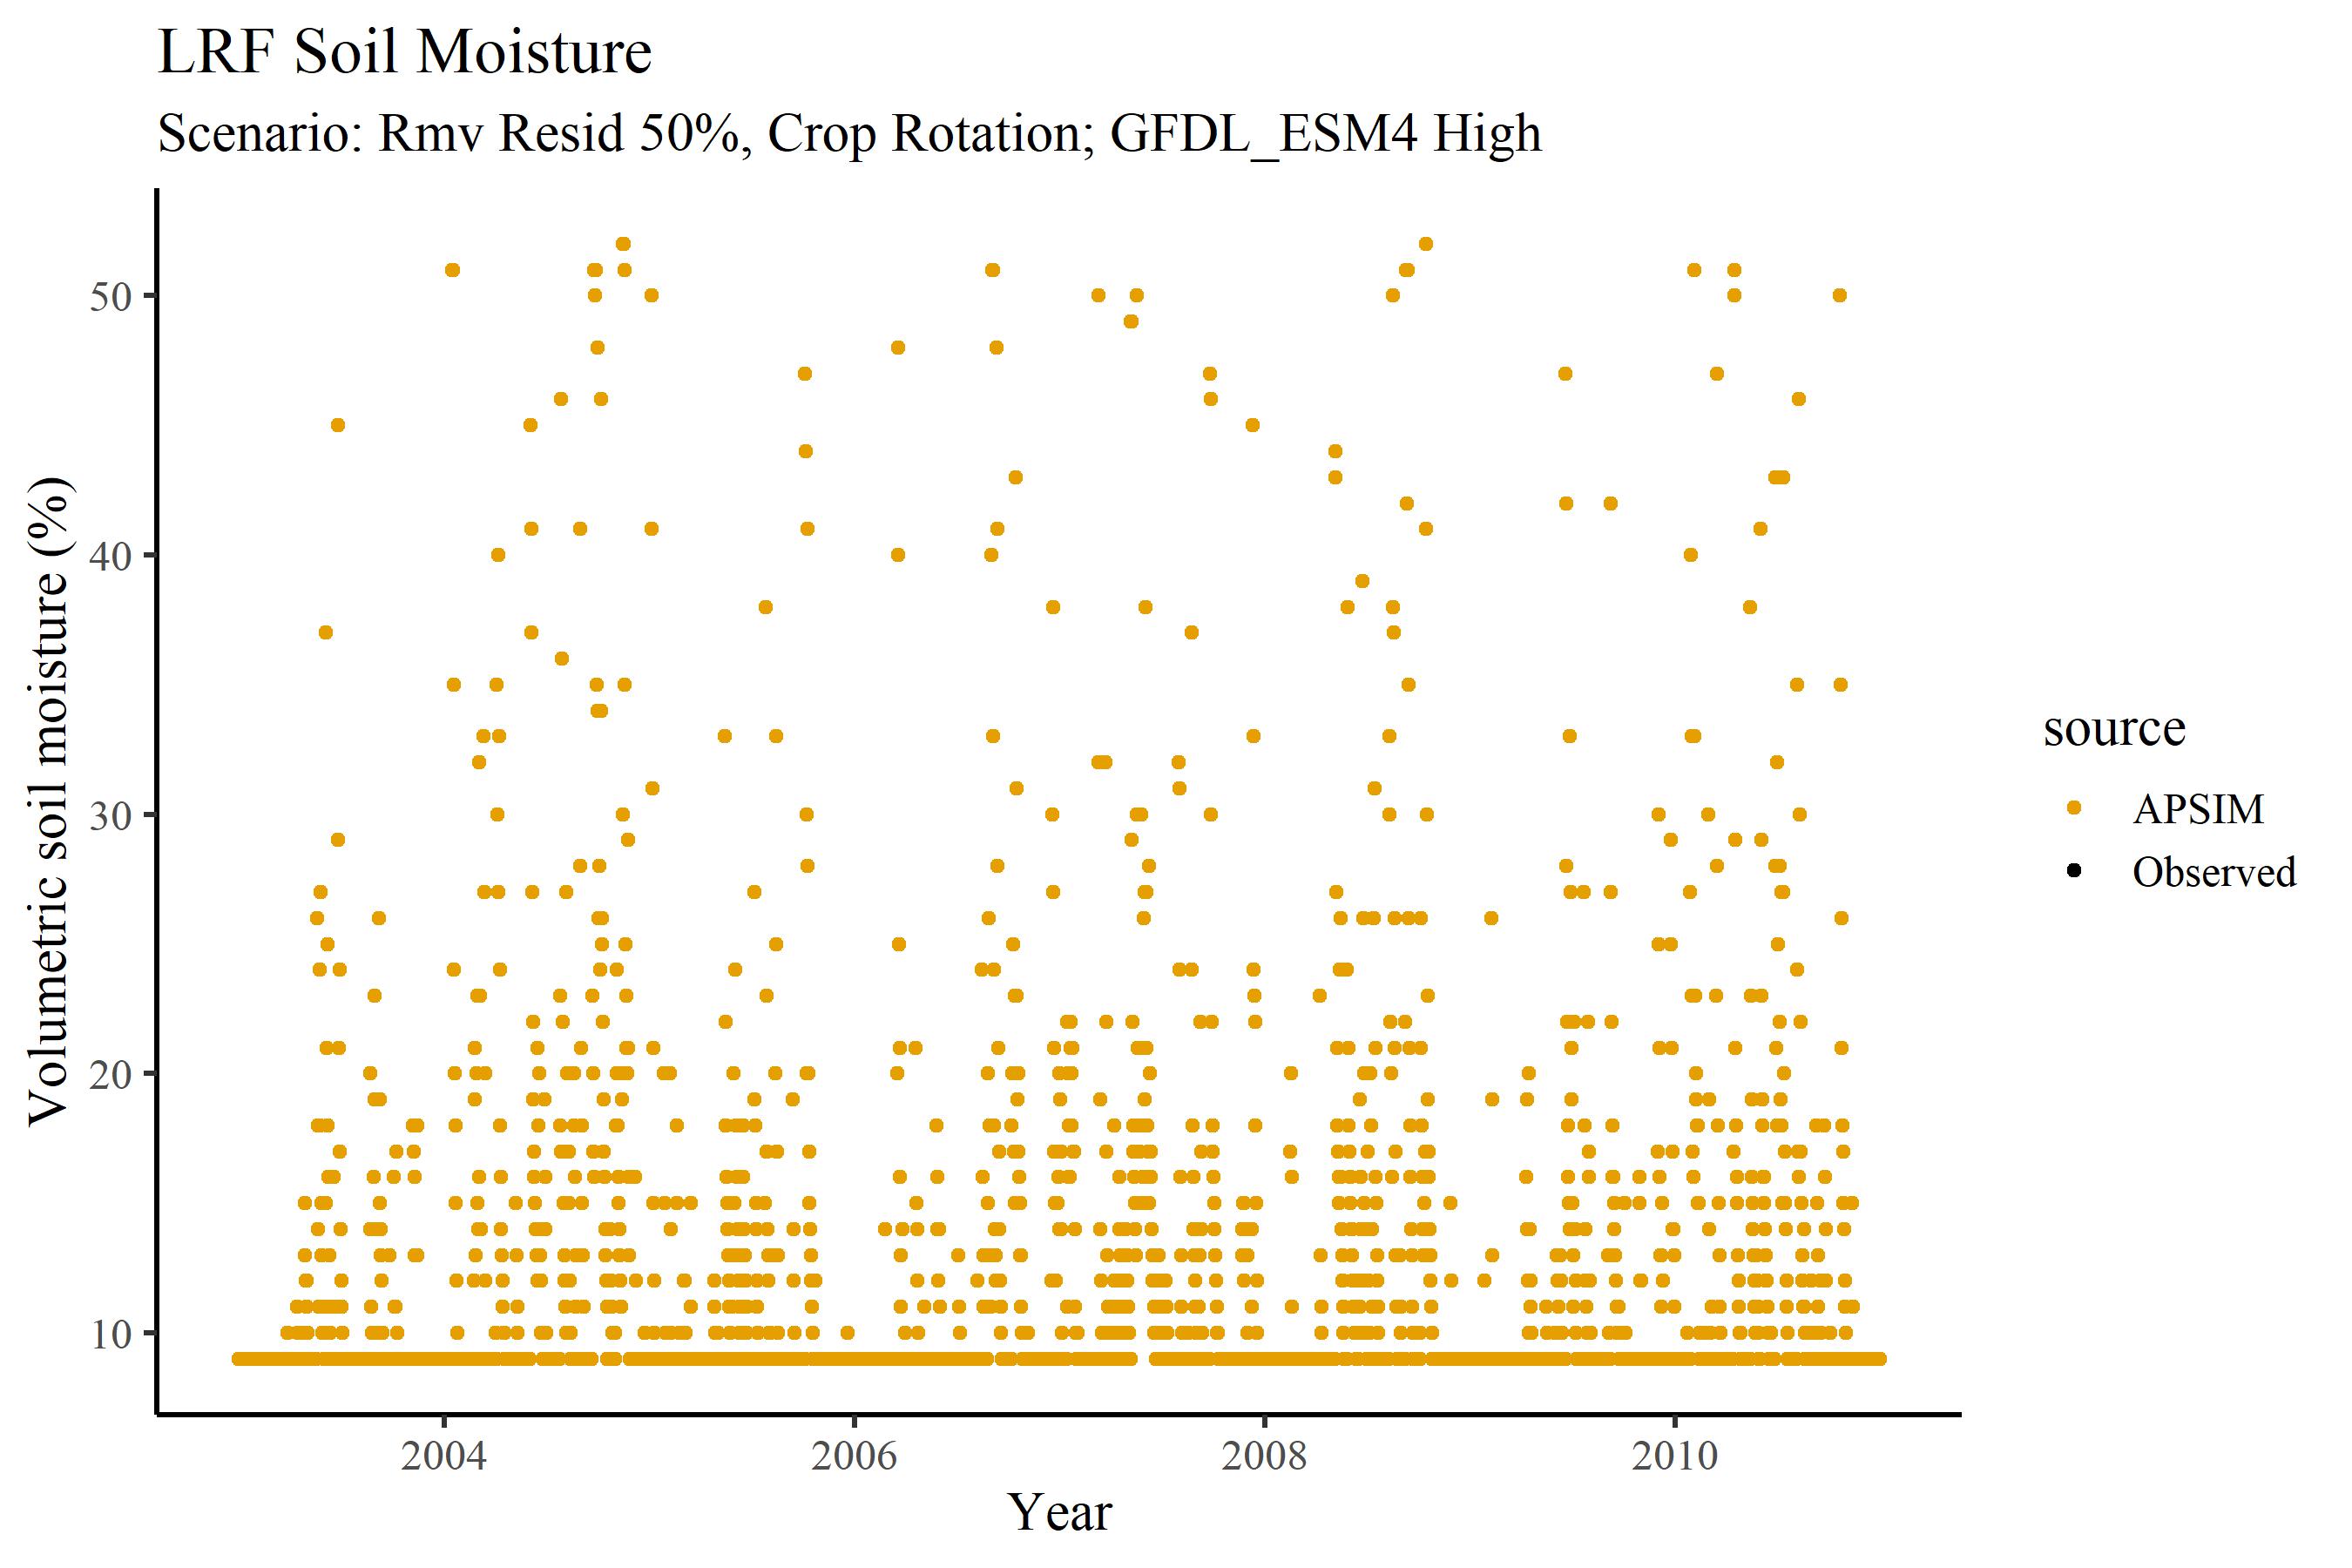 LRF Soil Moisture
Scenario: Rmv Resid 50%, Crop Rotation; GFDL_ESM4 High
Volumetric soil moisture (%)
50
40
30
20
10
2004 2006 2008 2010
Year
source
APSIM
Observed